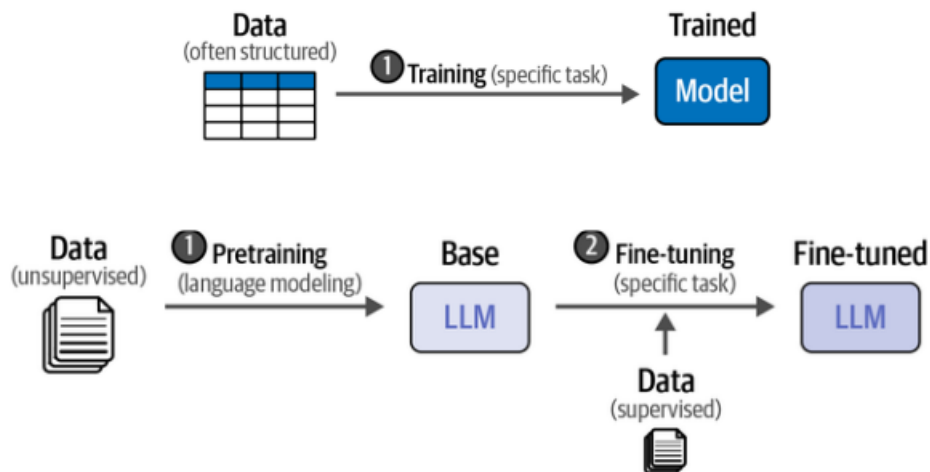 Data
(often structured)
1 Training (specific task)
Trained
Model
Data
(unsupervised)
1 Pretraining
(language modeling)
Base
LLM
2 Fine-tuning
(specific task)
Data
(supervised)
Fine-tuned
LLM